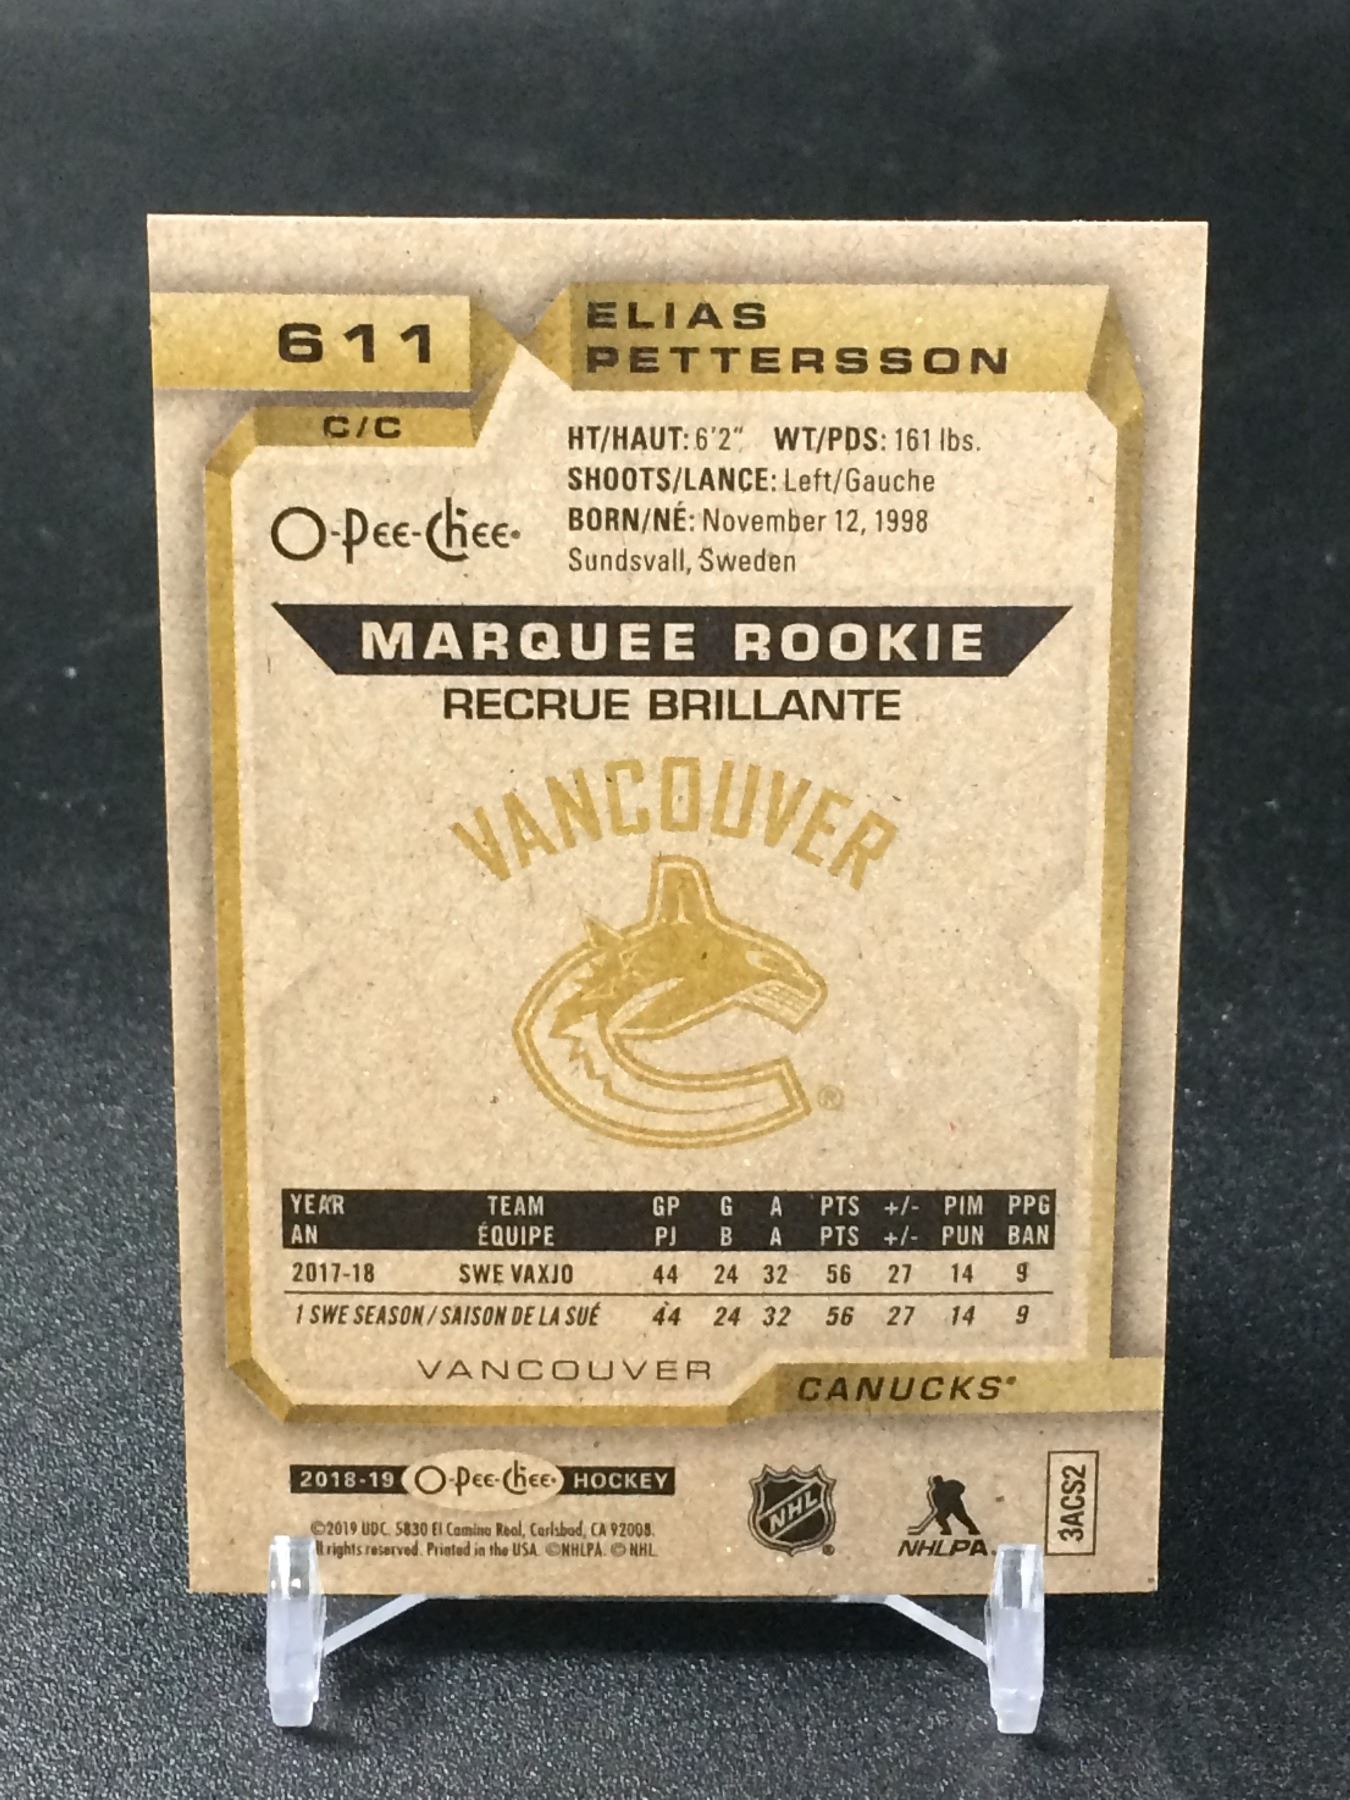 611
ELIAS
PETTERSSON
C/C
O-Pee-Chee
HT/HAUT: 6'2" WT/PDS: 161 lbs.
SHOOTS/LANCE: Left/Gauche
BORN/NÉ: November 12, 1998
Sundsvall, Sweden
MARQUEE ROOKIE
RECRUE BRILLANTE
VANCOUVER
®
YEAR TEAM GP G A PTS +/- PIM PPG
AN ÉQUIPE PJ B A PTS +/- PUN BAN
2017-18 SWE VAXJO 44 24 32 56 27 14 9
1 SWE SEASON / SAISON DE LA SUÉ 44 24 32 56 27 14 9
VANCOUVER
CANUCKS
2018-19 O-Pee-Chee HOCKEY
©2019 UDC. 5830 El Camino Real, Carlsbad, CA 92008.
ll rights reserved. Printed in the USA. ©NHLPA. © NHL.
NHL
NHLPA
3ACS2